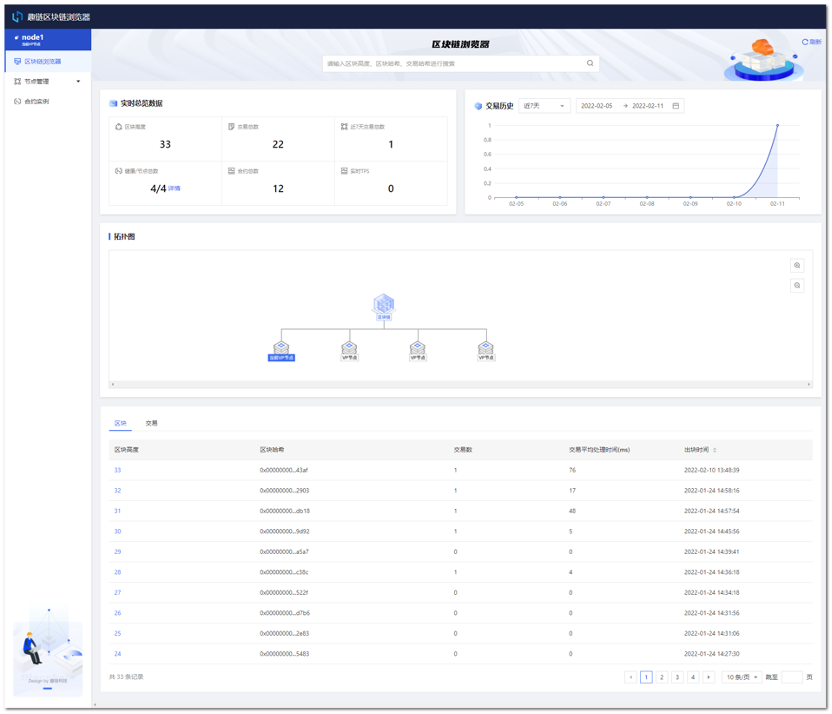 趣链区块链浏览器
node1
当前VP节点
区块链浏览器
节点管理
合约实例
区块链浏览器
刷新
请输入区块高度、区块哈希、交易哈希进行搜索
实时总览数据
区块高度
33
交易总数
22
近7天交易总数
1
健康/节点总数
4/4 详情
合约总数
12
实时TPS
0
交易历史
近7天
2022-02-05 → 2022-02-11
1
0.8
0.6
0.4
0.2
0
02-05 02-06 02-07 02-08 02-09 02-10 02-11
拓扑图
区块链
当前VP节点 VP节点 VP节点 VP节点
区块 交易
区块高度 区块哈希 交易数 交易平均处理时间(ms) 出块时间
33 0x00000000...43af 1 76 2022-02-10 13:48:39
32 0x00000000...2903 1 17 2022-01-24 14:58:16
31 0x00000000...db18 1 48 2022-01-24 14:57:54
30 0x00000000...9d92 1 5 2022-01-24 14:45:56
29 0x00000000...a5a7 0 0 2022-01-24 14:39:41
28 0x00000000...c38c 1 4 2022-01-24 14:36:18
27 0x00000000...522f 0 0 2022-01-24 14:34:18
26 0x00000000...d7b6 0 0 2022-01-24 14:31:56
25 0x00000000...2e83 0 0 2022-01-24 14:31:06
24 0x00000000...5483 0 0 2022-01-24 14:27:30
共 33 条记录
1 2 3 4 10 条/页 跳至 页
Design by 趣链科技